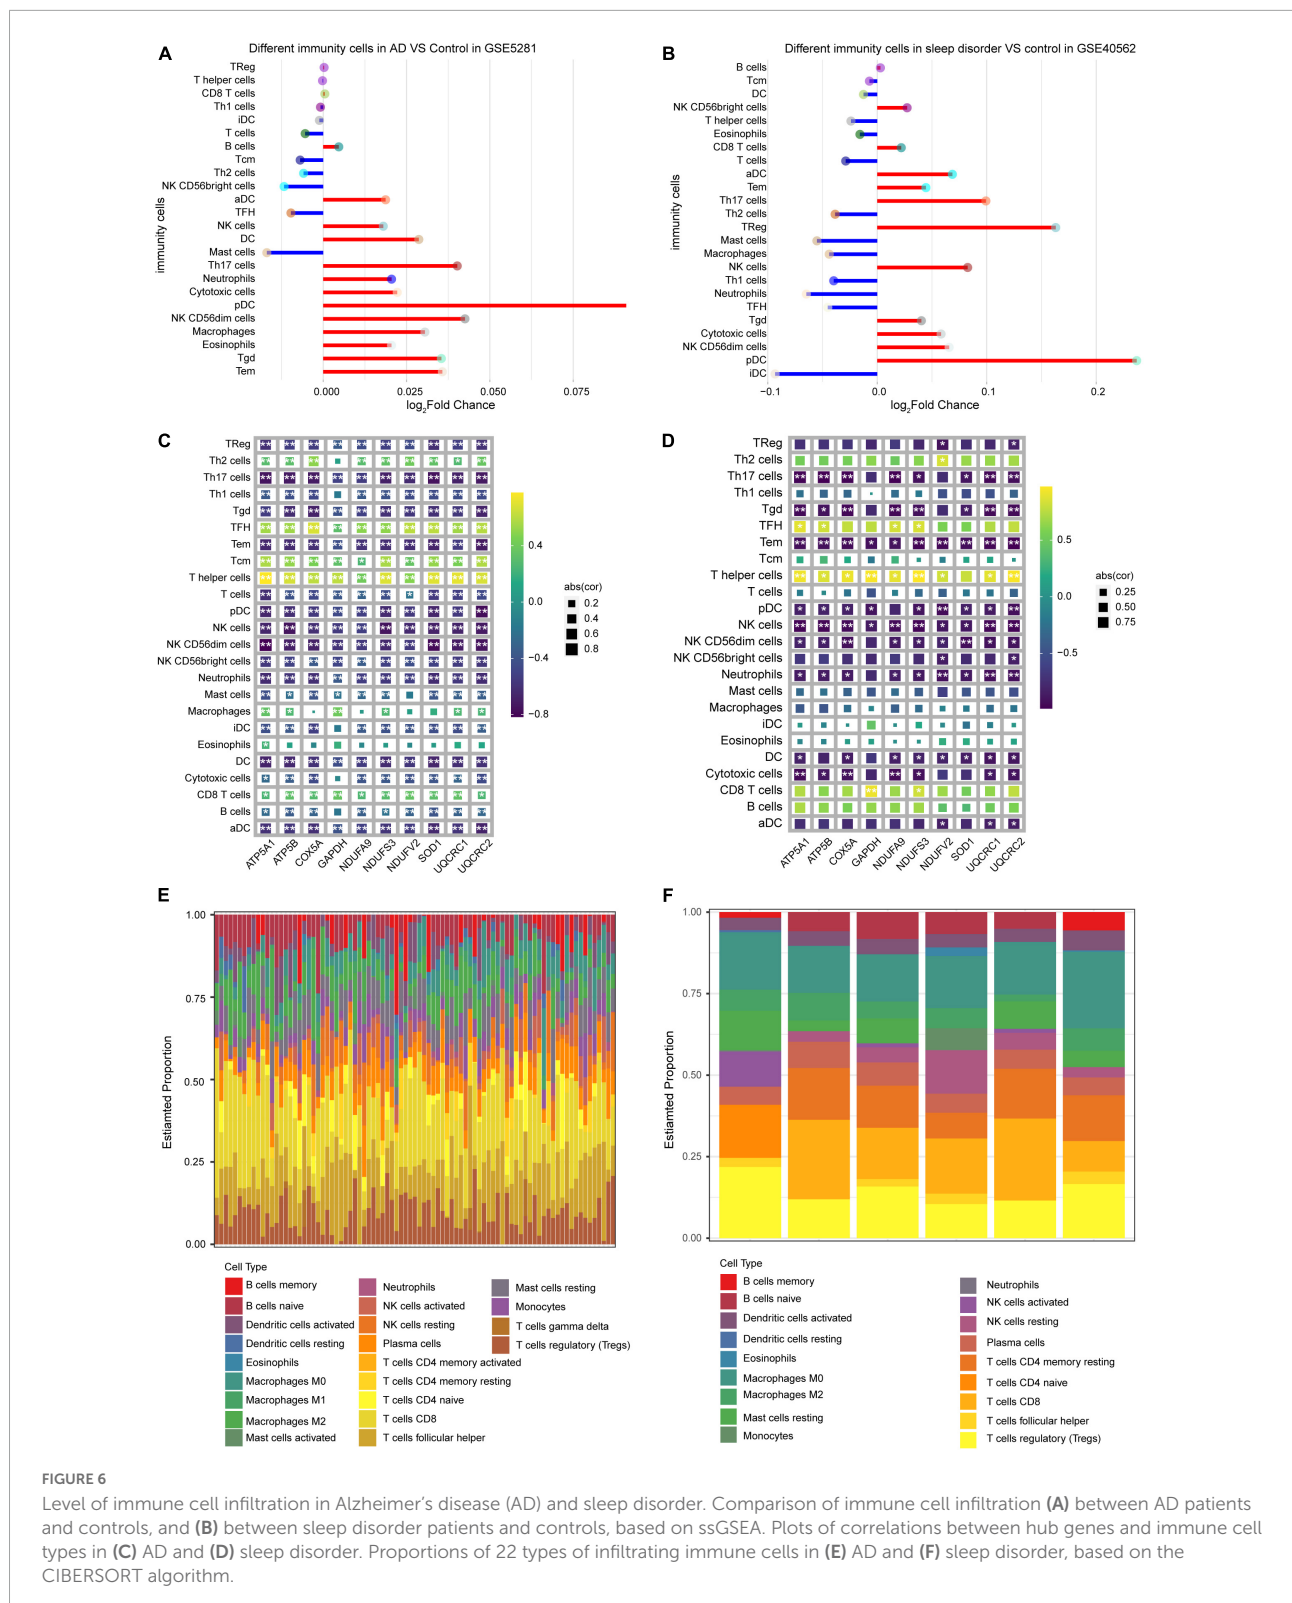 A
Different immunity cells in AD VS Control in GSE5281
immunity cells
TReg
T helper cells
CD8 T cells
Th1 cells
iDC
T cells
B cells
Tcm
Th2 cells
NK CD56bright cells
aDC
TFH
NK cells
DC
Mast cells
Th17 cells
Neutrophils
Cytotoxic cells
pDC
NK CD56dim cells
Macrophages
Eosinophils
Tgd
Tem
0.000 0.025 0.050 0.075
log2Fold Chance
B
Different immunity cells in sleep disorder VS control in GSE40562
immunity cells
B cells
Tcm
DC
NK CD56bright cells
T helper cells
Eosinophils
CD8 T cells
T cells
aDC
Tem
Th17 cells
Th2 cells
TReg
Mast cells
Macrophages
NK cells
Th1 cells
Neutrophils
TFH
Tgd
Cytotoxic cells
NK CD56dim cells
pDC
iDC
−0.1 0.0 0.1 0.2
log2Fold Chance
C
TReg
Th2 cells
Th17 cells
Th1 cells
Tgd
TFH
Tem
Tcm
T helper cells
T cells
pDC
NK cells
NK CD56dim cells
NK CD56bright cells
Neutrophils
Mast cells
Macrophages
iDC
Eosinophils
DC
Cytotoxic cells
CD8 T cells
B cells
aDC
ATP5A1 ATP5B COX5A GAPDH NDUFA9 NDUFS3 NDUFV2 SOD1 UQCRC1 UQCRC2
0.4
0.0
−0.4
−0.8
abs(cor)
0.2
0.4
0.6
0.8
D
TReg
Th2 cells
Th17 cells
Th1 cells
Tgd
TFH
Tem
Tcm
T helper cells
T cells
pDC
NK cells
NK CD56dim cells
NK CD56bright cells
Neutrophils
Mast cells
Macrophages
iDC
Eosinophils
DC
Cytotoxic cells
CD8 T cells
B cells
aDC
ATP5A1 ATP5B COX5A GAPDH NDUFA9 NDUFS3 NDUFV2 SOD1 UQCRC1 UQCRC2
0.5
−0.5
abs(cor)
0.25
0.50
0.75
E
Estiamted Proportion
1.00
0.75
0.50
0.25
0.00
Cell Type
B cells memory
B cells naive
Dendritic cells activated
Dendritic cells resting
Eosinophils
Macrophages M0
Macrophages M1
Macrophages M2
Mast cells activated
Neutrophils
NK cells activated
NK cells resting
Plasma cells
T cells CD4 memory activated
T cells CD4 memory resting
T cells CD4 naive
T cells CD8
T cells follicular helper
Mast cells resting
Monocytes
T cells gamma delta
T cells regulatory (Tregs)
F
Estiamted Proportion
1.00
0.75
0.50
0.25
0.00
Cell Type
B cells memory
B cells naive
Dendritic cells activated
Dendritic cells resting
Eosinophils
Macrophages M0
Macrophages M2
Mast cells resting
Monocytes
Neutrophils
NK cells activated
NK cells resting
Plasma cells
T cells CD4 memory resting
T cells CD4 naive
T cells CD8
T cells follicular helper
T cells regulatory (Tregs)
FIGURE 6
Level of immune cell infiltration in Alzheimer's disease (AD) and sleep disorder. Comparison of immune cell infiltration (A) between AD patients
and controls, and (B) between sleep disorder patients and controls, based on ssGSEA. Plots of correlations between hub genes and immune cell
types in (C) AD and (D) sleep disorder. Proportions of 22 types of infiltrating immune cells in (E) AD and (F) sleep disorder, based on the
CIBERSORT algorithm.